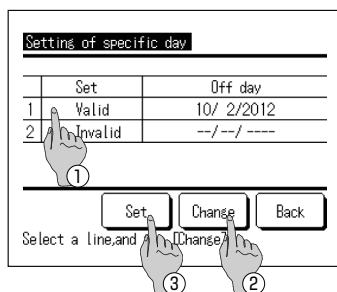 Setting of specific day
Set Off day
1 Valid 10/ 2/2012
2 Invalid --/--/ ----
①
Set Change Back
Select a line,and [Change]
③ ②